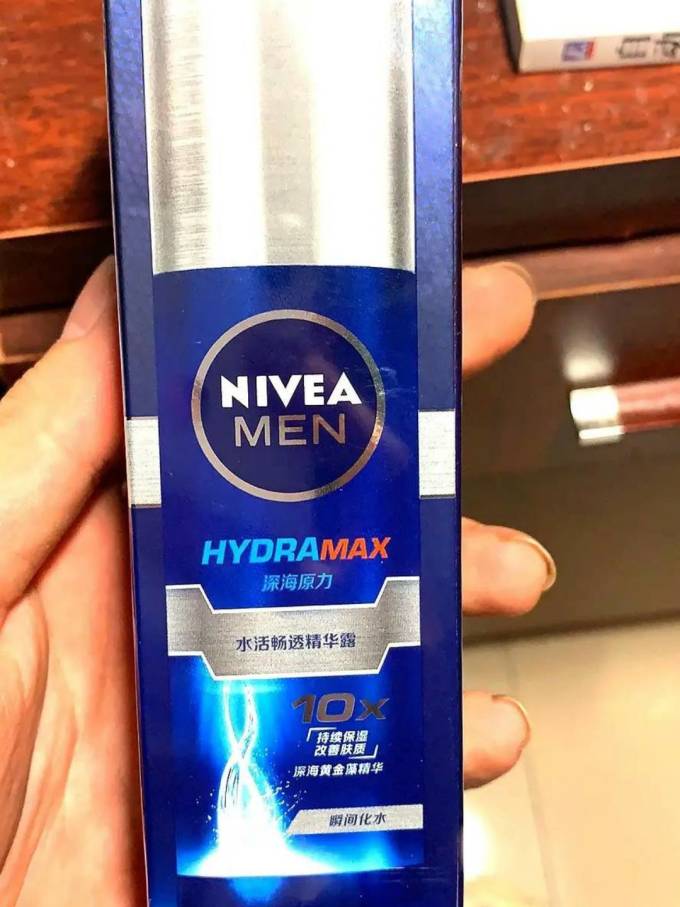 NIVEA
MEN
HYDRAMAX
深海原力
水活畅透精华露
10x
持续保湿
改善肤质
深海黄金藻精华
瞬间化水